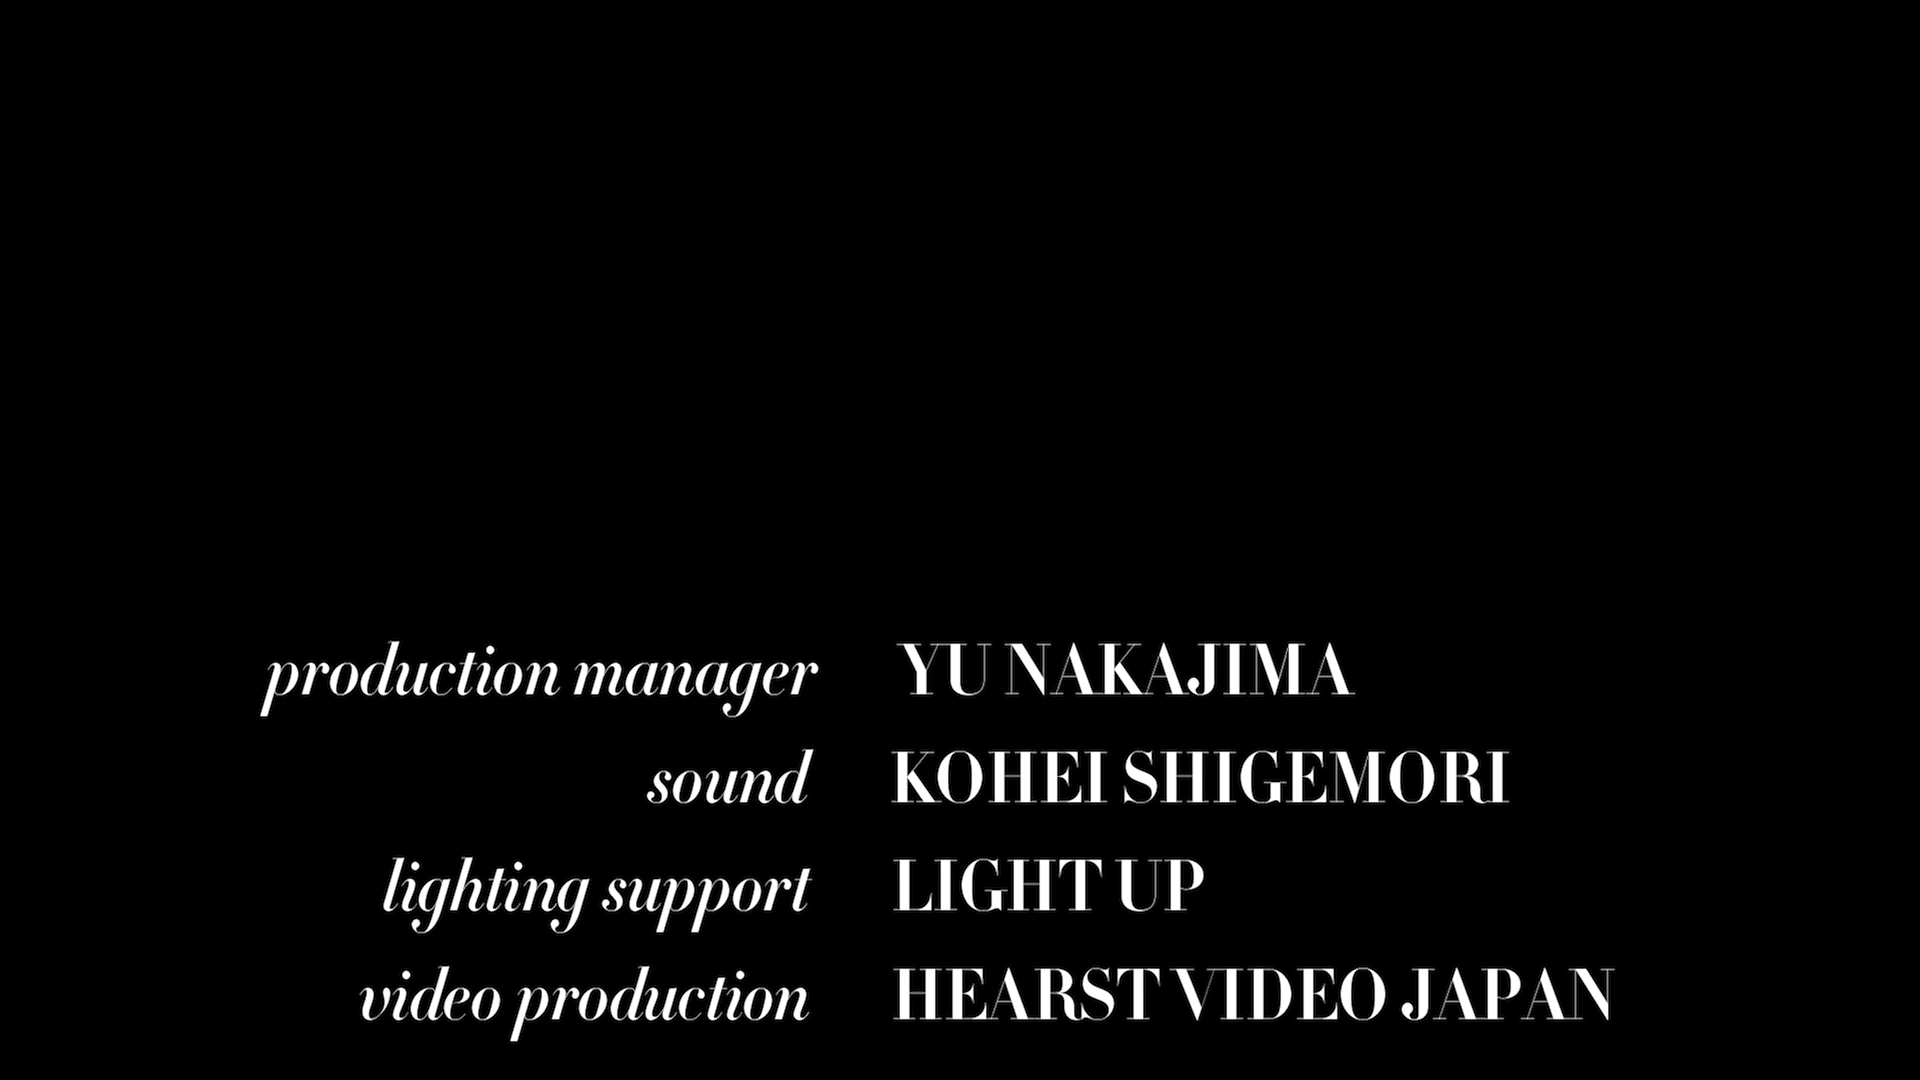 production manager YU NAKAJIMA
sound KOHEI SHIGEMORI
lighting support LIGHT UP
video production HEARST VIDEO JAPAN